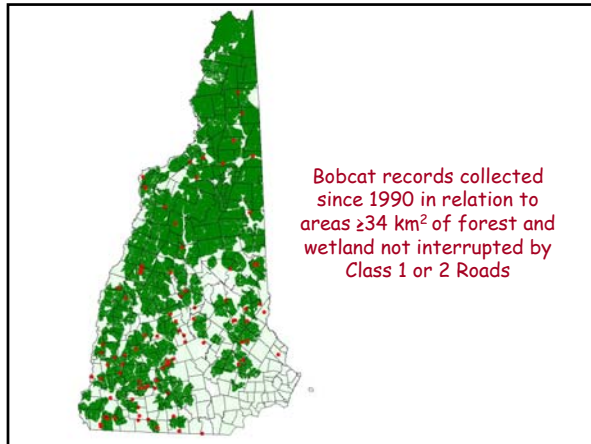 Bobcat records collected
since 1990 in relation to
areas ≥34 km² of forest and
wetland not interrupted by
Class 1 or 2 Roads